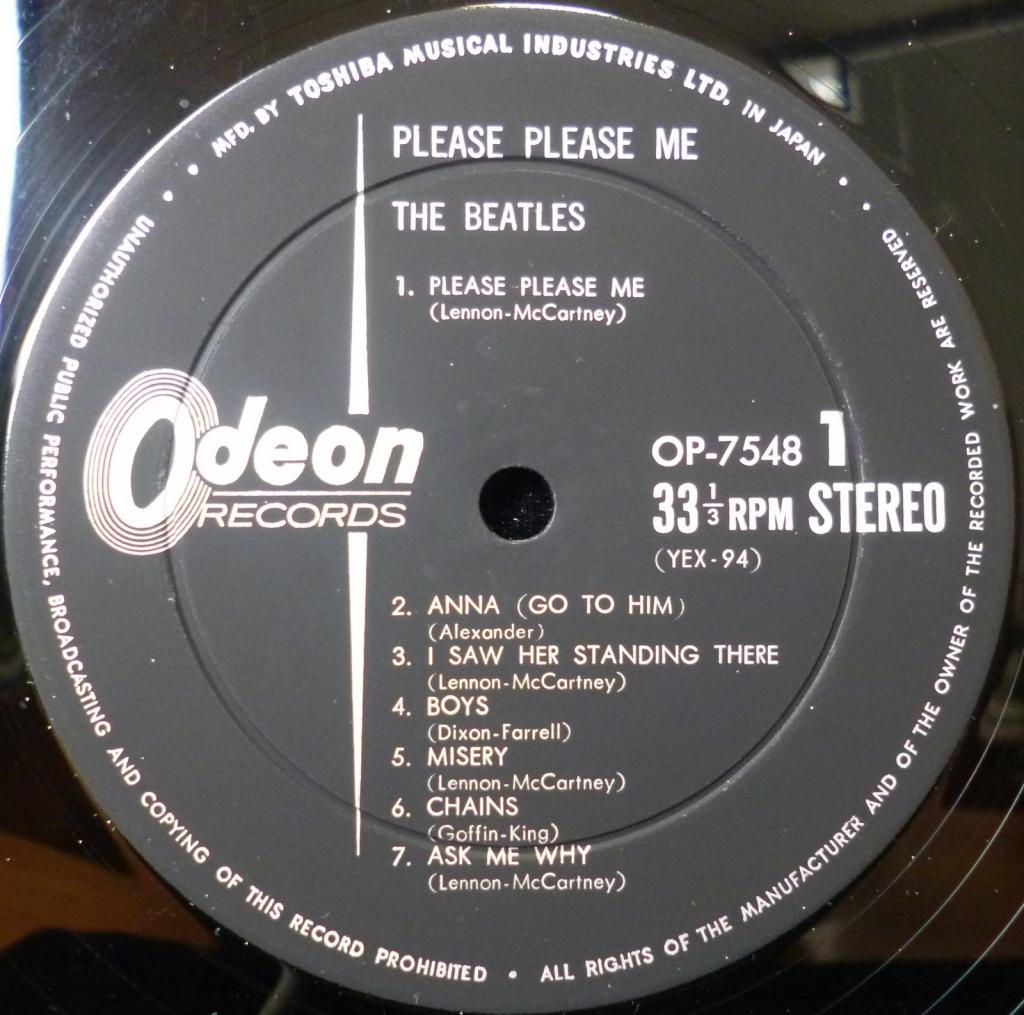 MFD. BY TOSHIBA MUSICAL INDUSTRIES LTD. IN JAPAN
PLEASE PLEASE ME
THE BEATLES
1. PLEASE PLEASE ME
(Lennon-McCartney)
Odeon
RECORDS
OP-7548 1
33 1/3 RPM STEREO
(YEX-94)
2. ANNA (GO TO HIM)
(Alexander)
3. I SAW HER STANDING THERE
(Lennon-McCartney)
4. BOYS
(Dixon-Farrell)
5. MISERY
(Lennon-McCartney)
6. CHAINS
(Goffin-King)
7. ASK ME WHY
(Lennon-McCartney)
UNAUTHORIZED PUBLIC PERFORMANCE, BROADCASTING AND COPYING OF THIS RECORD PROHIBITED • ALL RIGHTS OF THE MANUFACTURER AND OF THE OWNER OF THE RECORDED WORK ARE RESERVED